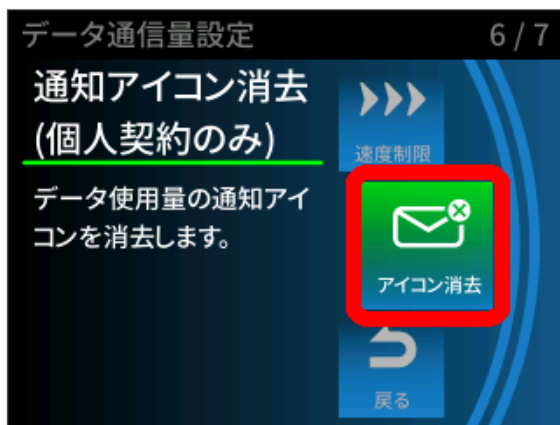 データ通信量設定 6/7
通知アイコン消去
(個人契約のみ)
データ使用量の通知アイ
コンを消去します。
速度制限
アイコン消去
戻る